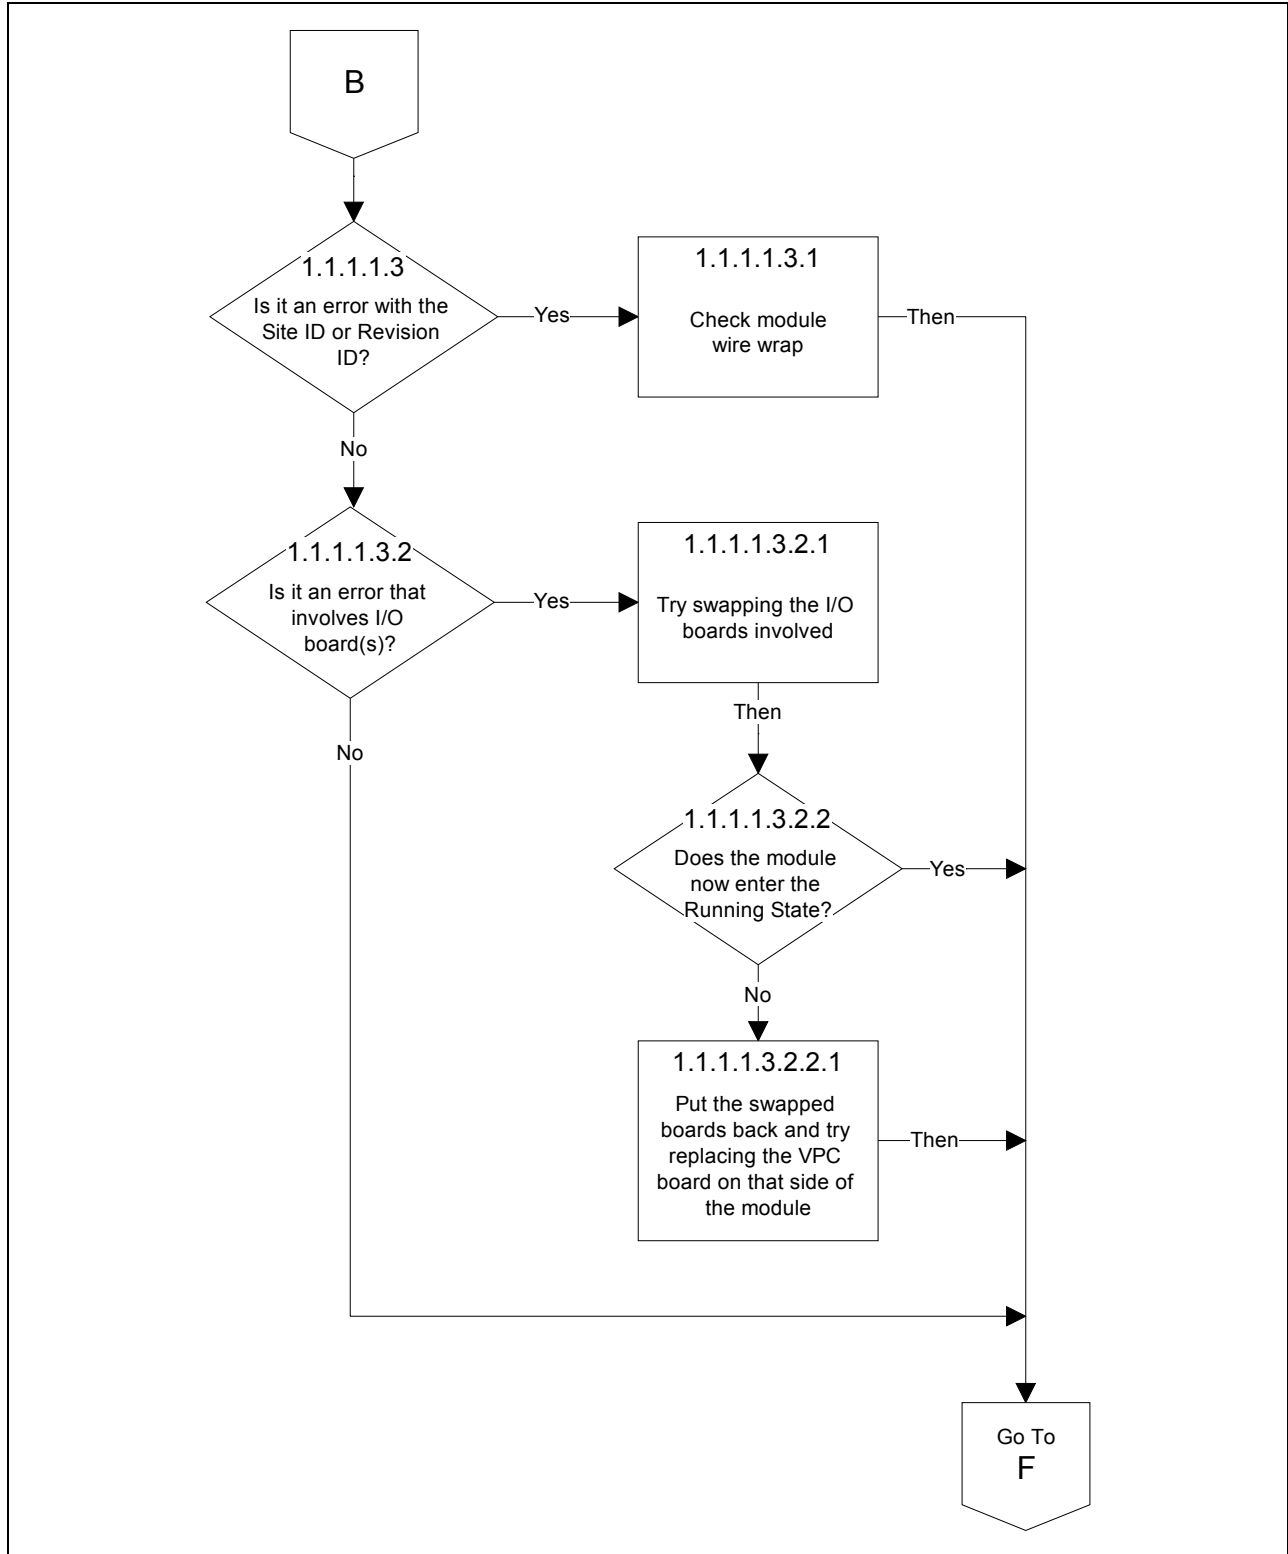 B
1.1.1.1.3
Is it an error with the
Site ID or Revision
ID?
Yes
1.1.1.1.3.1
Check module
wire wrap
Then
No
1.1.1.1.3.2
Is it an error that
involves I/O
board(s)?
Yes
1.1.1.1.3.2.1
Try swapping the I/O
boards involved
Then
No
1.1.1.1.3.2.2
Does the module
now enter the
Running State?
Yes
No
1.1.1.1.3.2.2.1
Put the swapped
boards back and try
replacing the VPC
board on that side of
the module
Then
Go To
F